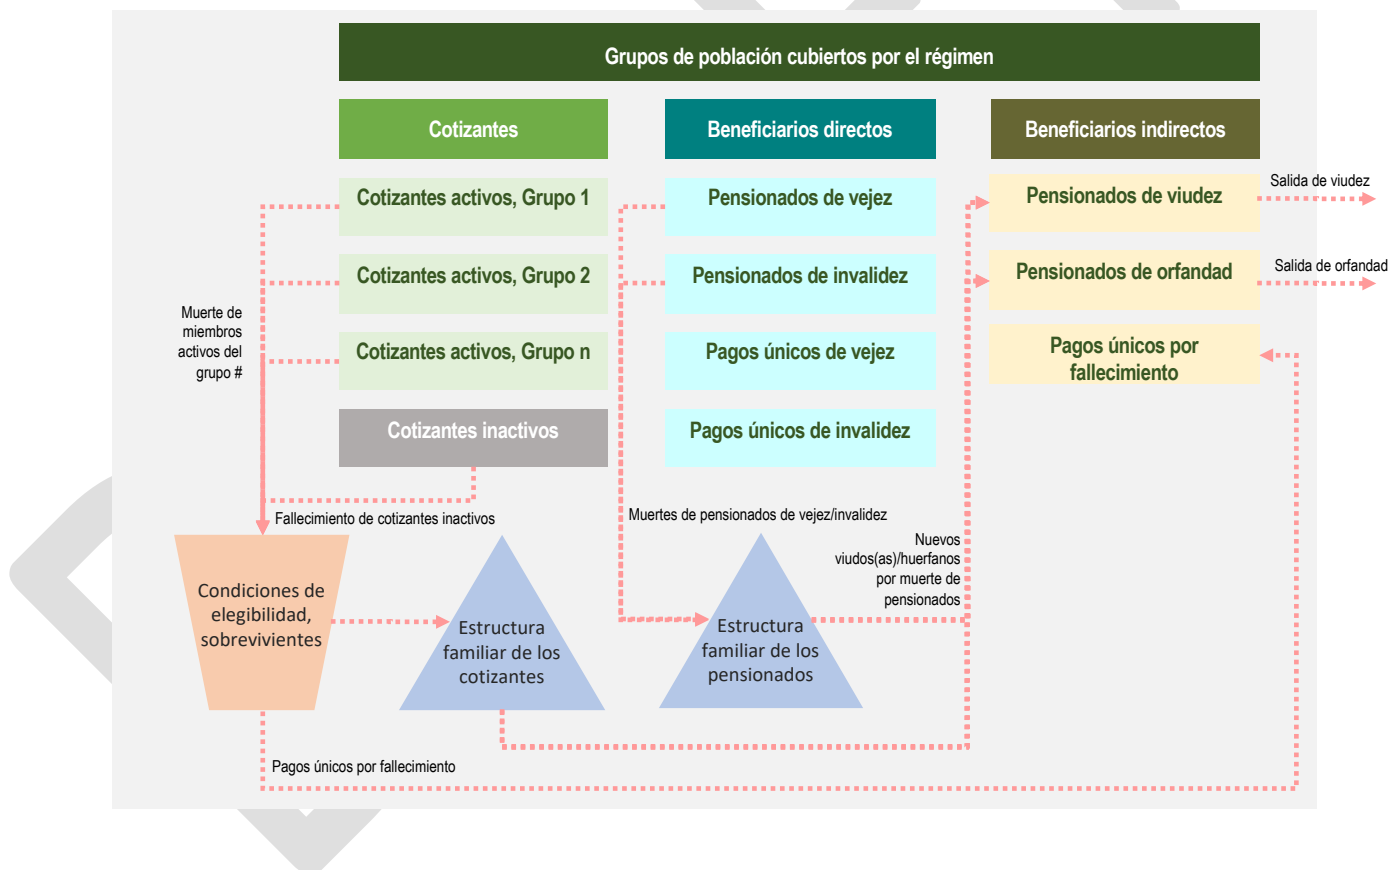 Grupos de población cubiertos por el régimen
Cotizantes
Beneficiarios directos
Beneficiarios indirectos
Cotizantes activos, Grupo 1
Pensionados de vejez
Pensionados de viudez
Salida de viudez
Cotizantes activos, Grupo 2
Pensionados de invalidez
Pensionados de orfandad
Salida de orfandad
Muerte de
miembros
activos del
grupo #
Cotizantes activos, Grupo n
Pagos únicos de vejez
Pagos únicos por
fallecimiento
Cotizantes inactivos
Pagos únicos de invalidez
Fallecimiento de cotizantes inactivos
Muertes de pensionados de vejez/invalidez
Nuevos
viudos(as)/huerfanos
por muerte de
pensionados
Condiciones de
elegibilidad,
sobrevivientes
Estructura
familiar de los
cotizantes
Estructura
familiar de los
pensionados
Pagos únicos por fallecimiento